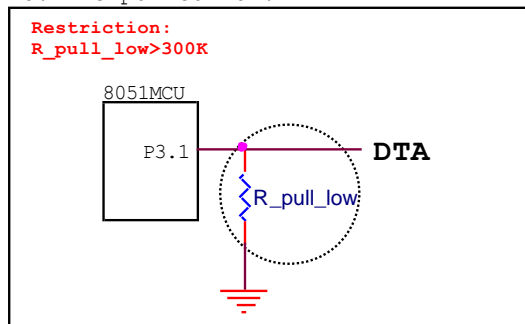 Restriction:
R_pull_low>300K
8051MCU
P3.1
DTA
R_pull_low